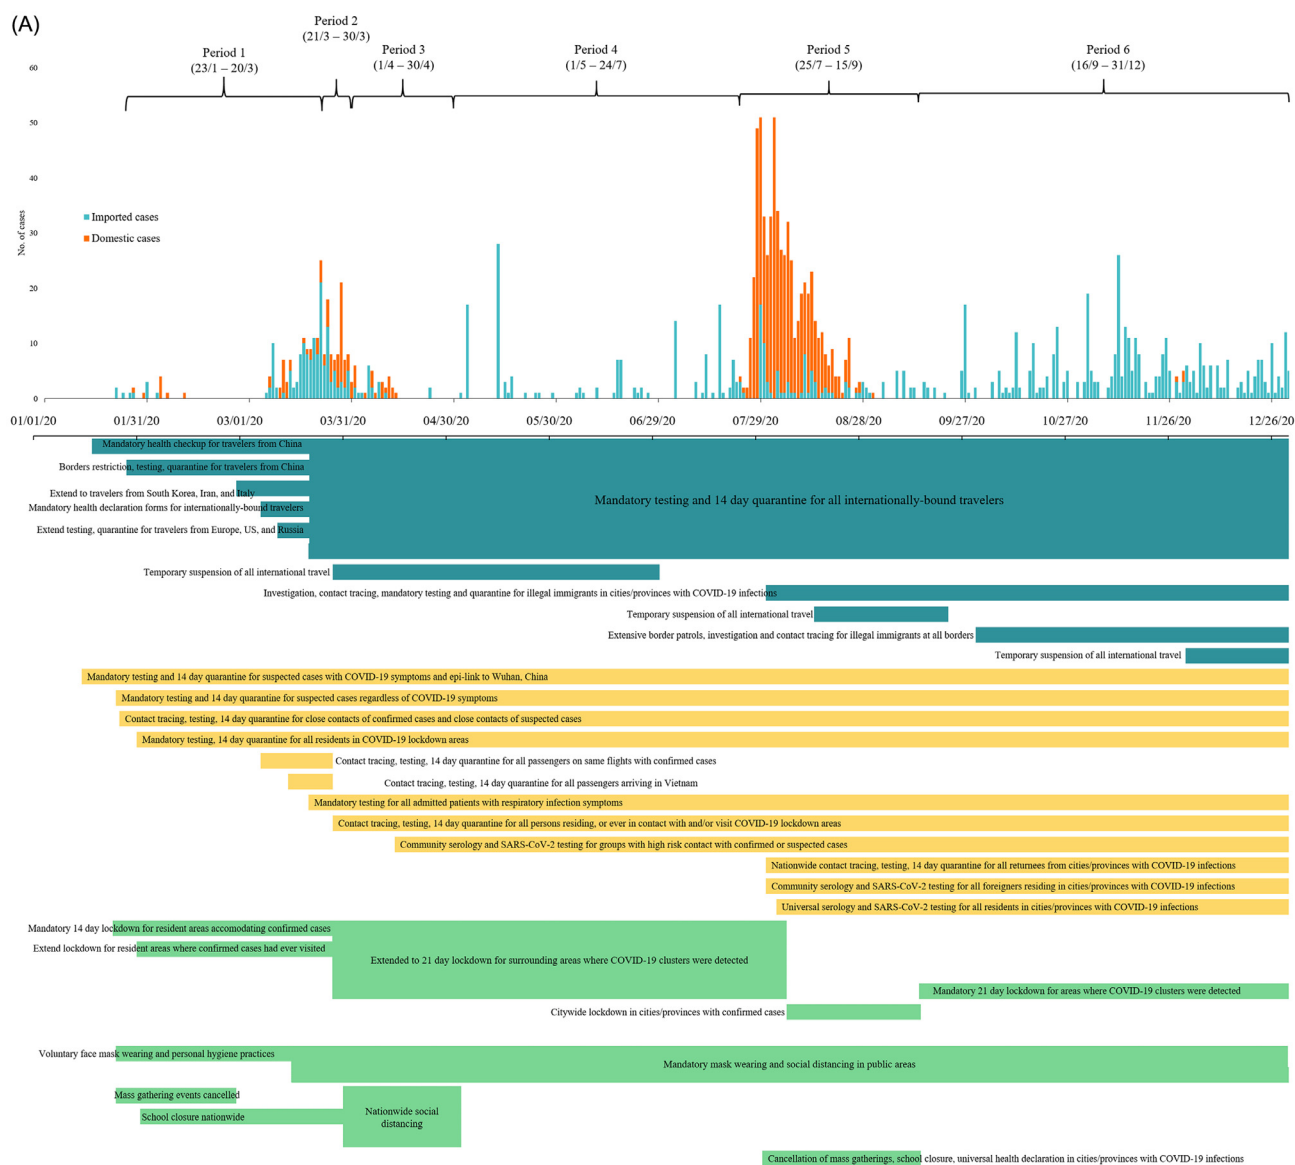 (A)
Period 2
(21/3 – 30/3)
Period 1
(23/1 – 20/3)
Period 3
(1/4 – 30/4)
Period 4
(1/5 – 24/7)
Period 5
(25/7 – 15/9)
Period 6
(16/9 – 31/12)
60
50
40
30
20
10
0
No. of cases
Imported cases
Domestic cases
01/01/20 01/31/20 03/01/20 03/31/20 04/30/20 05/30/20 06/29/20 07/29/20 08/28/20 09/27/20 10/27/20 11/26/20 12/26/20
Mandatory health checkup for travelers from China
Borders restriction, testing, quarantine for travelers from China
Extend to travelers from South Korea, Iran, and Italy
Mandatory health declaration forms for internationally-bound travelers
Extend testing, quarantine for travelers from Europe, US, and Russia
Mandatory testing and 14 day quarantine for all internationally-bound travelers
Temporary suspension of all international travel
Investigation, contact tracing, mandatory testing and quarantine for illegal immigrants in cities/provinces with COVID-19 infections
Temporary suspension of all international travel
Extensive border patrols, investigation and contact tracing for illegal immigrants at all borders
Temporary suspension of all international travel
Mandatory testing and 14 day quarantine for suspected cases with COVID-19 symptoms and epi-link to Wuhan, China
Mandatory testing and 14 day quarantine for suspected cases regardless of COVID-19 symptoms
Contact tracing, testing, 14 day quarantine for close contacts of confirmed cases and close contacts of suspected cases
Mandatory testing, 14 day quarantine for all residents in COVID-19 lockdown areas
Contact tracing, testing, 14 day quarantine for all passengers on same flights with confirmed cases
Contact tracing, testing, 14 day quarantine for all passengers arriving in Vietnam
Mandatory testing for all admitted patients with respiratory infection symptoms
Contact tracing, testing, 14 day quarantine for all persons residing, or ever in contact with and/or visit COVID-19 lockdown areas
Community serology and SARS-CoV-2 testing for groups with high risk contact with confirmed or suspected cases
Nationwide contact tracing, testing, 14 day quarantine for all returnees from cities/provinces with COVID-19 infections
Community serology and SARS-CoV-2 testing for all foreigners residing in cities/provinces with COVID-19 infections
Universal serology and SARS-CoV-2 testing for all residents in cities/provinces with COVID-19 infections
Mandatory 14 day lockdown for resident areas accomodating confirmed cases
Extend lockdown for resident areas where confirmed cases had ever visited
Extended to 21 day lockdown for surrounding areas where COVID-19 clusters were detected
Mandatory 21 day lockdown for areas where COVID-19 clusters were detected
Citywide lockdown in cities/provinces with confirmed cases
Voluntary face mask wearing and personal hygiene practices
Mandatory mask wearing and social distancing in public areas
Mass gathering events cancelled
School closure nationwide
Nationwide social
distancing
Cancellation of mass gatherings, school closure, universal health declaration in cities/provinces with COVID-19 infections